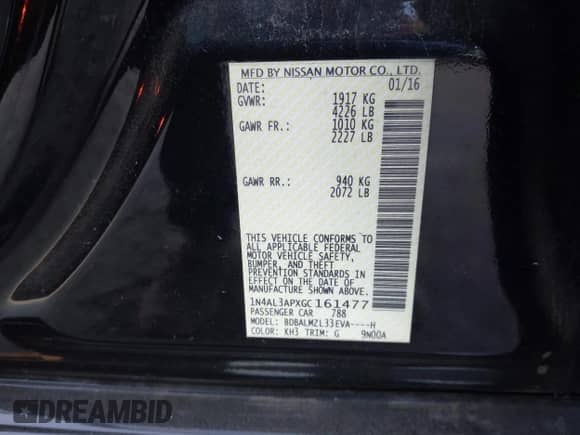 MFD BY NISSAN MOTOR CO., LTD.
DATE: 01/16
GVWR: 1917 KG
4226 LB
GAWR FR.: 1010 KG
2227 LB
GAWR RR.: 940 KG
2072 LB
THIS VEHICLE CONFORMS TO
ALL APPLICABLE FEDERAL
MOTOR VEHICLE SAFETY,
BUMPER, AND THEFT
PREVENTION STANDARDS IN
EFFECT ON THE DATE OF
MANUFACTURE SHOWN ABOVE.
1N4AL3APXGC161477
PASSENGER CAR 788
MODEL: BDBALM2L33EVA----H
COLOR: KH3 TRIM: G 9N00A
DREAMBID